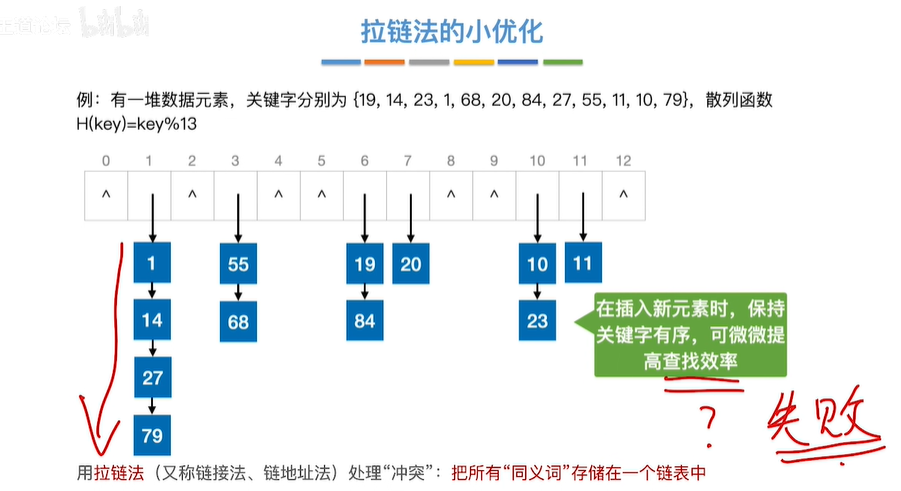 王道论坛
拉链法的小优化
例：有一堆数据元素，关键字分别为 {19, 14, 23, 1, 68, 20, 84, 27, 55, 11, 10, 79}，散列函数
H(key)=key%13
0 1 2 3 4 5 6 7 8 9 10 11 12
^ ^ ^ ^ ^ ^ ^
1 55 19 20 10 11
14 68 84 23
27
79
在插入新元素时，保持
关键字有序，可微微提
高查找效率
？ 失败
用拉链法（又称链接法、链地址法）处理“冲突”：把所有“同义词”存储在一个链表中